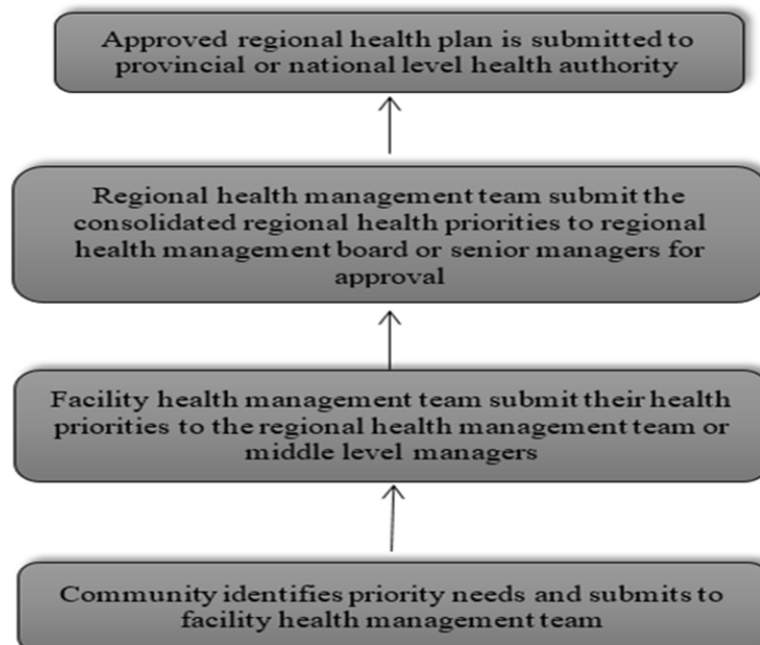 Approved regional health plan is submitted to
provincial or national level health authority
Regional health management team submit the
consolidated regional health priorities to regional
health management board or senior managers for
approval
Facility health management team submit their health
priorities to the regional health management team or
middle level managers
Community identifies priority needs and submits to
facility health management team